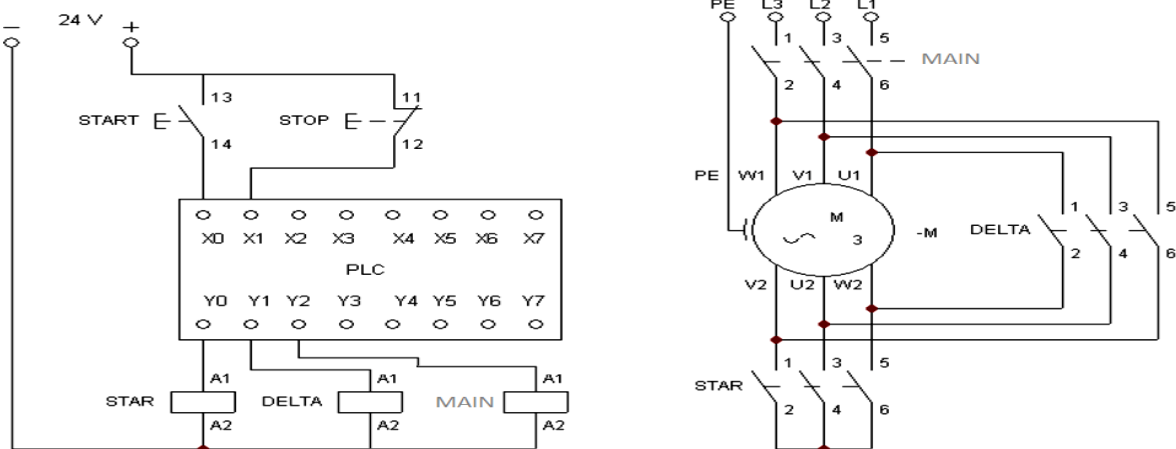 24 V
− +
13 11
START STOP
14 12
X0 X1 X2 X3 X4 X5 X6 X7
PLC
Y0 Y1 Y2 Y3 Y4 Y5 Y6 Y7
A1 A1 A1
STAR DELTA MAIN
A2 A2 A2
PE L3 L2 L1
1 3 5
MAIN
2 4 6
PE W1 V1 U1
M
3
-M
1 3 5
DELTA
2 4 6
V2 U2 W2
1 3 5
STAR
2 4 6